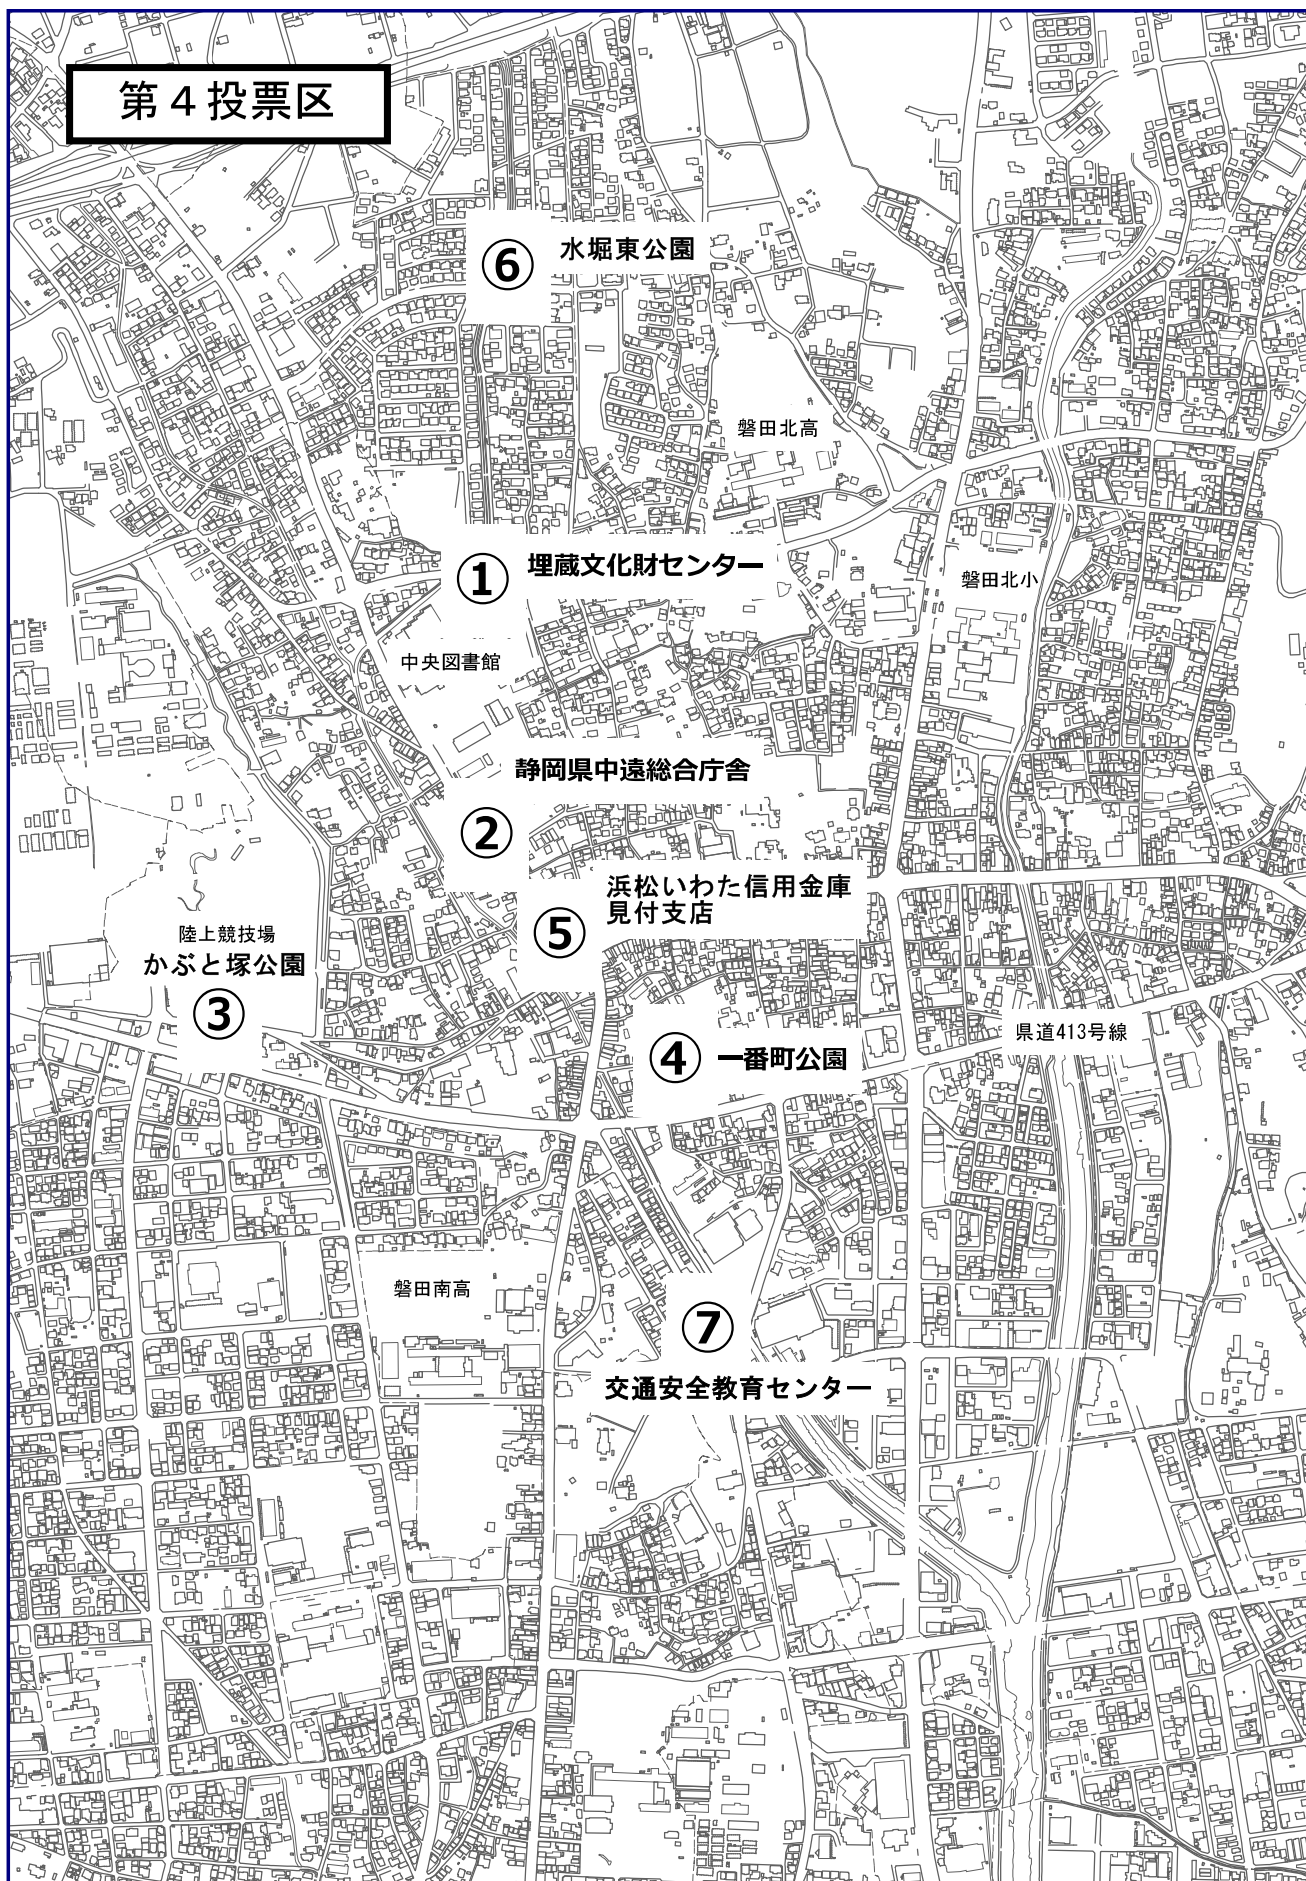 第４投票区
⑥ 水堀東公園
磐田北高
① 埋蔵文化財センター
磐田北小
中央図書館
静岡県中遠総合庁舎
②
浜松いわた信用金庫
見付支店
⑤
陸上競技場
かぶと塚公園
③
県道413号線
④ 一番町公園
磐田南高
⑦
交通安全教育センター